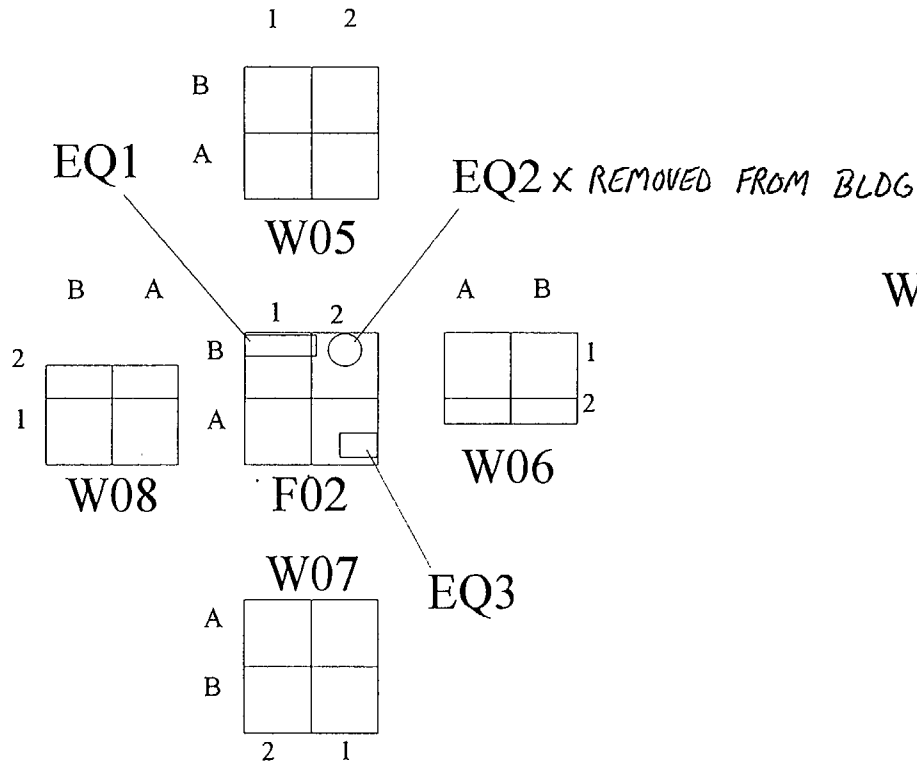 1 2
B
A
EQ1
EQ2 x REMOVED FROM BLDG
W05
B A
1 2
A B
W
2
1
B
A
1
2
W08
F02
W06
W07
EQ3
A
B
2 1